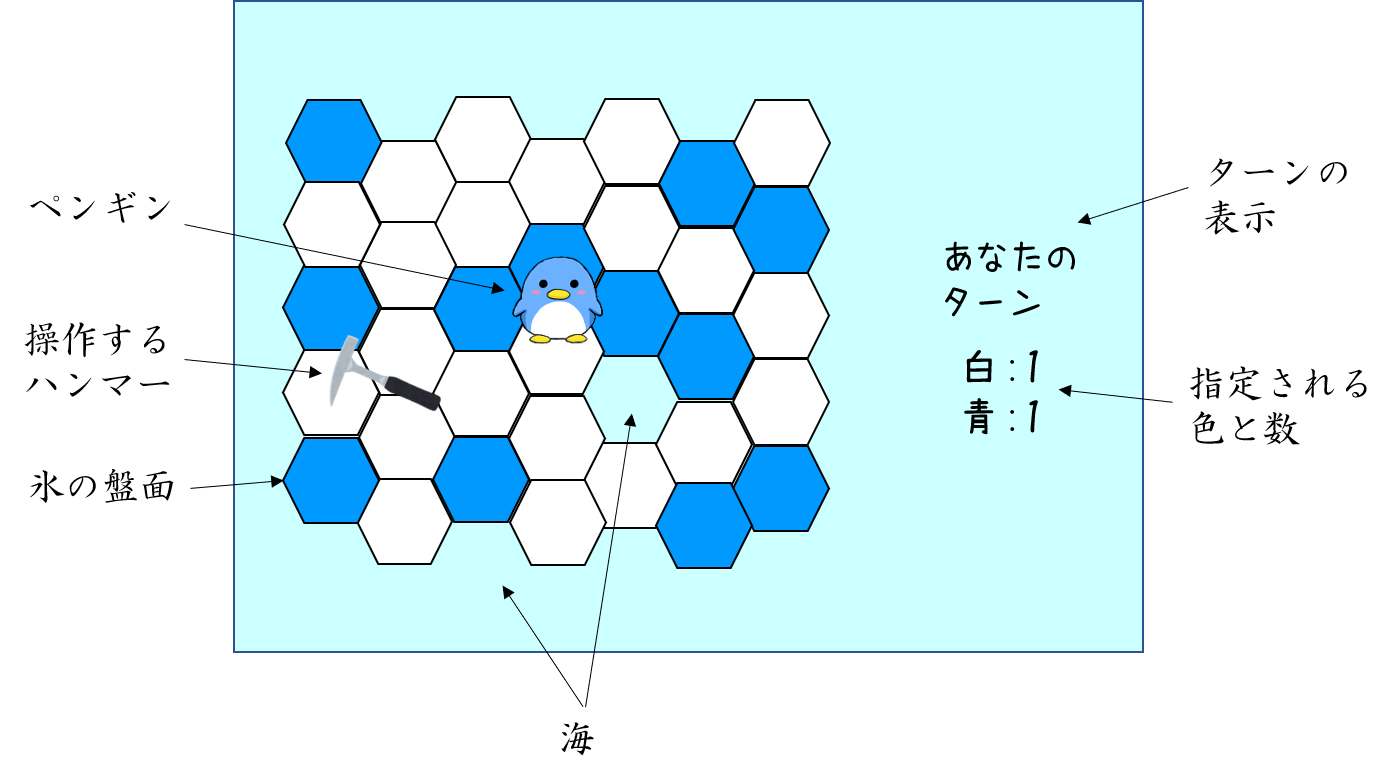 ペンギン
操作する
ハンマー
氷の盤面
海
あなたの
ターン
白:1
青:1
ターンの
表示
指定される
色と数